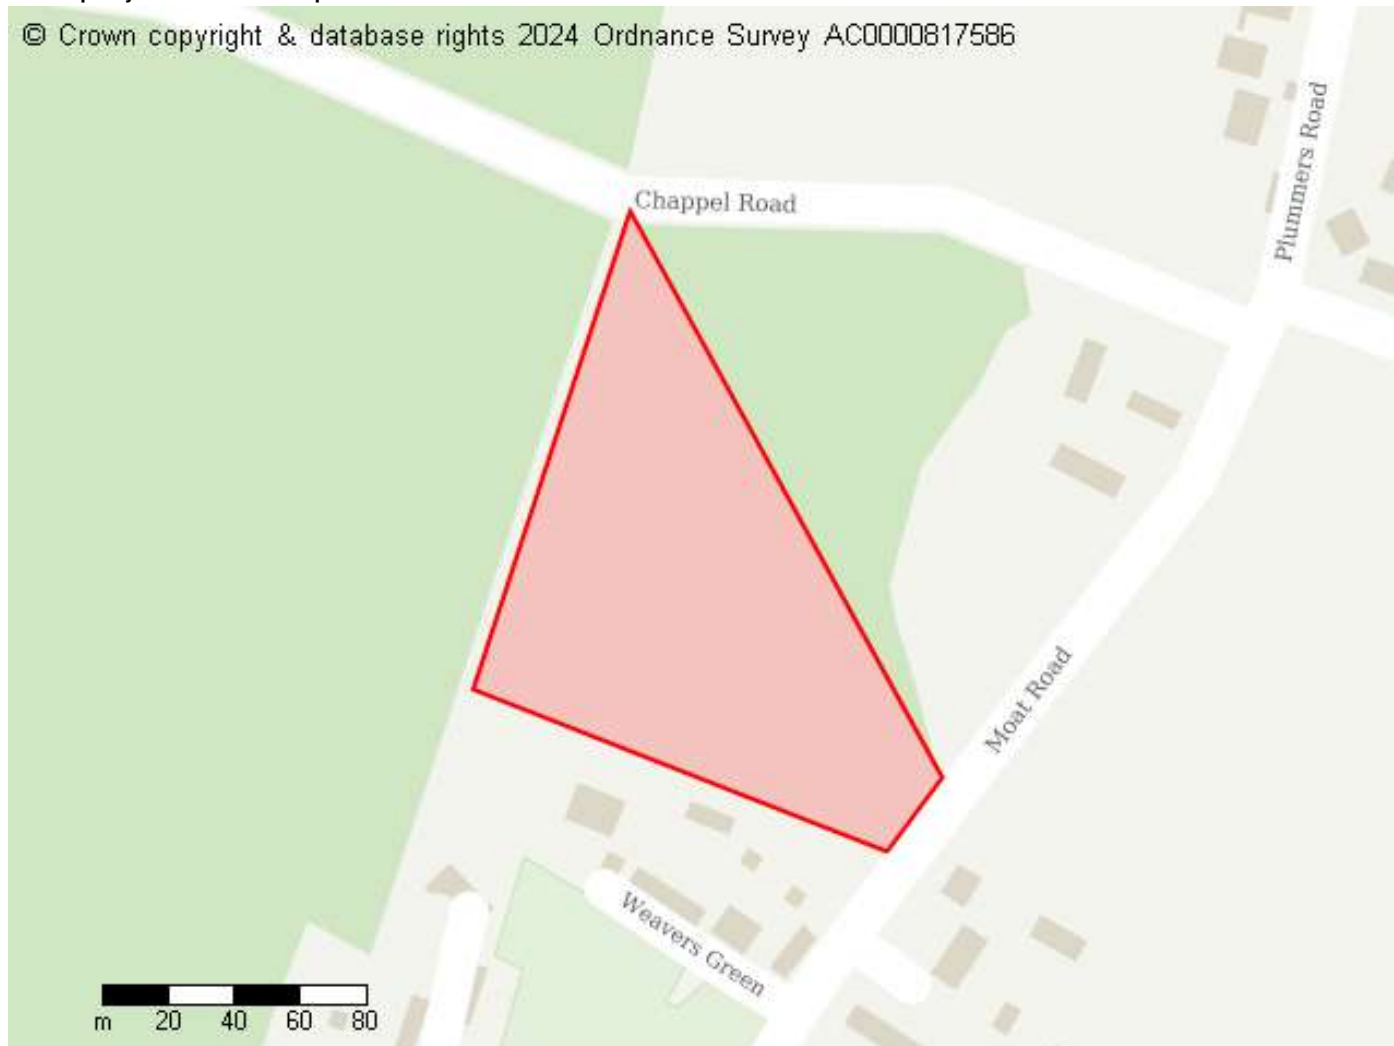 © Crown copyright & database rights 2024 Ordnance Survey AC0000817586
Chappel Road
Plummers Road
Moat Road
Weavers Green
m 20 40 60 80